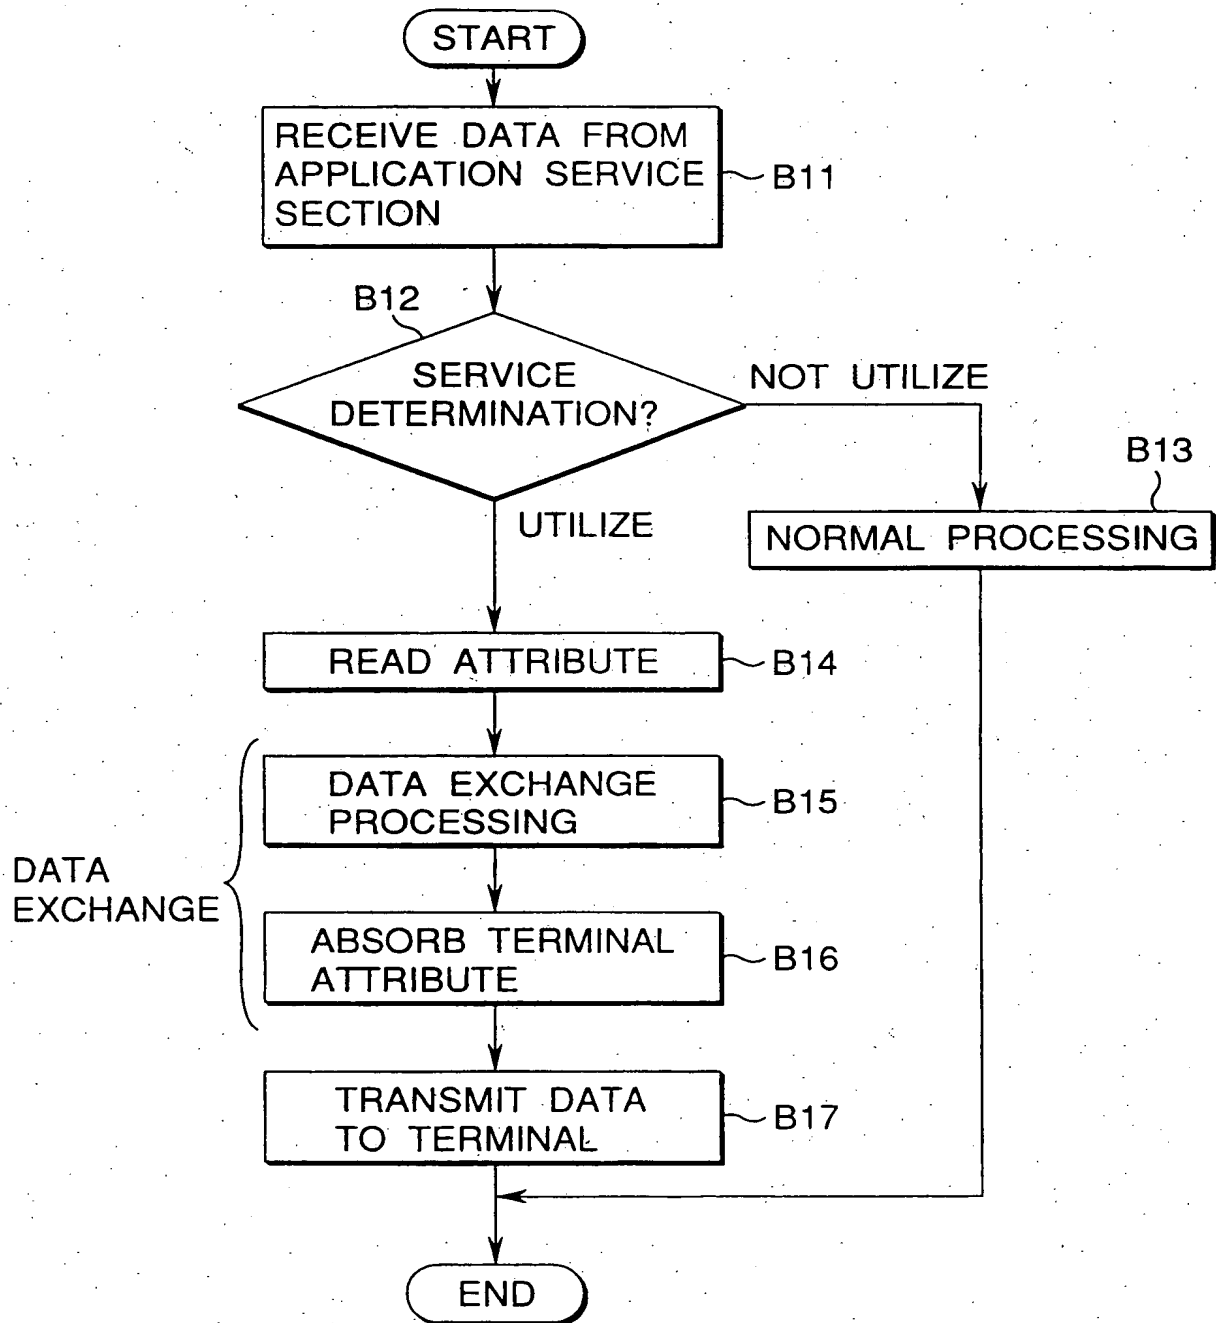 START
RECEIVE DATA FROM
APPLICATION SERVICE
SECTION
B11
B12
SERVICE
DETERMINATION?
NOT UTILIZE
UTILIZE
B13
NORMAL PROCESSING
READ ATTRIBUTE
B14
DATA EXCHANGE
PROCESSING
B15
DATA
EXCHANGE
ABSORB TERMINAL
ATTRIBUTE
B16
TRANSMIT DATA
TO TERMINAL
B17
END